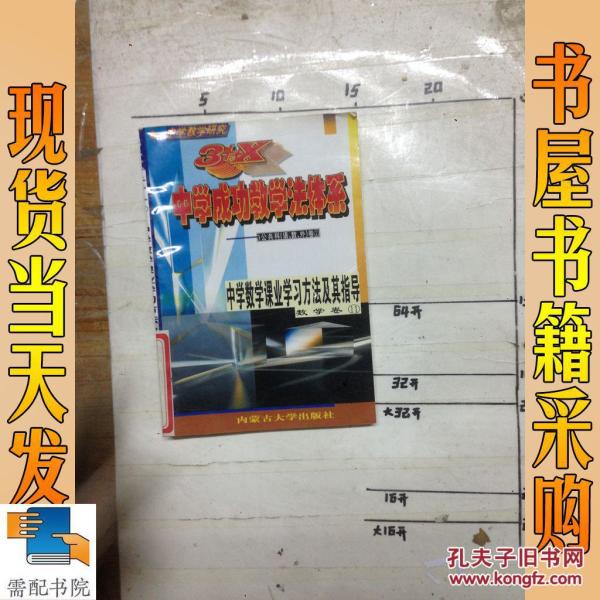 现货当天发
书屋书籍采购
5 10 15 20
中学教学研究
3+X
中学成功教学法体系
中学数学课业学习方法及其指导
数学卷
内蒙古大学出版社
64开
32开
大32开
16开
大16开
需配书院
孔夫子旧书网
www.kongfz.com